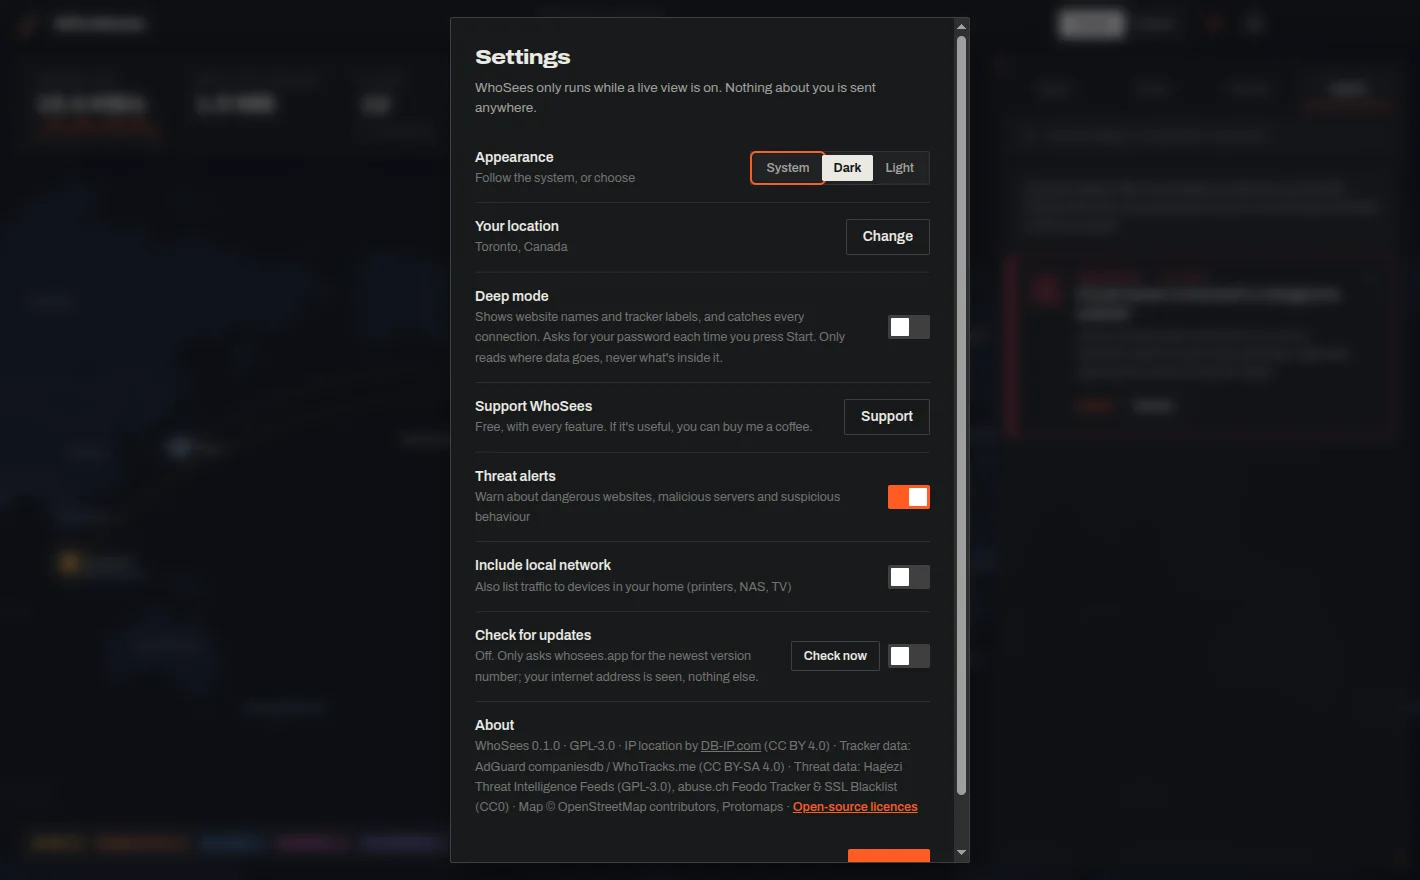 Settings
WhoSees only runs while a live view is on. Nothing about you is sent
anywhere.
Appearance
Follow the system, or choose
System Dark Light
Your location
Toronto, Canada
Change
Deep mode
Shows website names and tracker labels, and catches every
connection. Asks for your password each time you press Start. Only
reads where data goes, never what's inside it.
Support WhoSees
Free, with every feature. If it's useful, you can buy me a coffee.
Support
Threat alerts
Warn about dangerous websites, malicious servers and suspicious
behaviour
Include local network
Also list traffic to devices in your home (printers, NAS, TV)
Check for updates
Off. Only asks whosees.app for the newest version
number; your internet address is seen, nothing else.
Check now
About
WhoSees 0.1.0 · GPL-3.0 · IP location by DB-IP.com (CC BY 4.0) · Tracker data:
AdGuard companiesdb / WhoTracks.me (CC BY-SA 4.0) · Threat data: Hagezi
Threat Intelligence Feeds (GPL-3.0), abuse.ch Feodo Tracker & SSL Blacklist
(CC0) · Map © OpenStreetMap contributors, Protomaps · Open-source licences